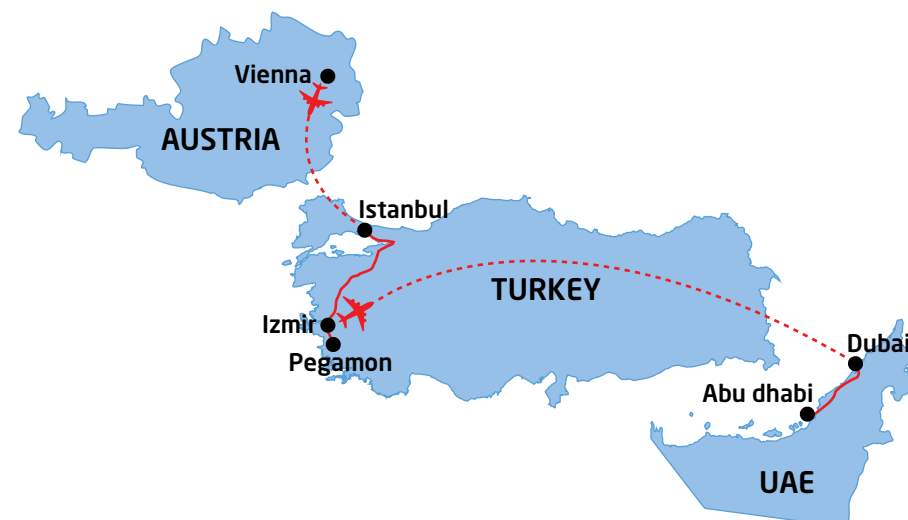 Vienna
AUSTRIA
Istanbul
TURKEY
Izmir
Pegamon
Dubai
Abu dhabi
UAE